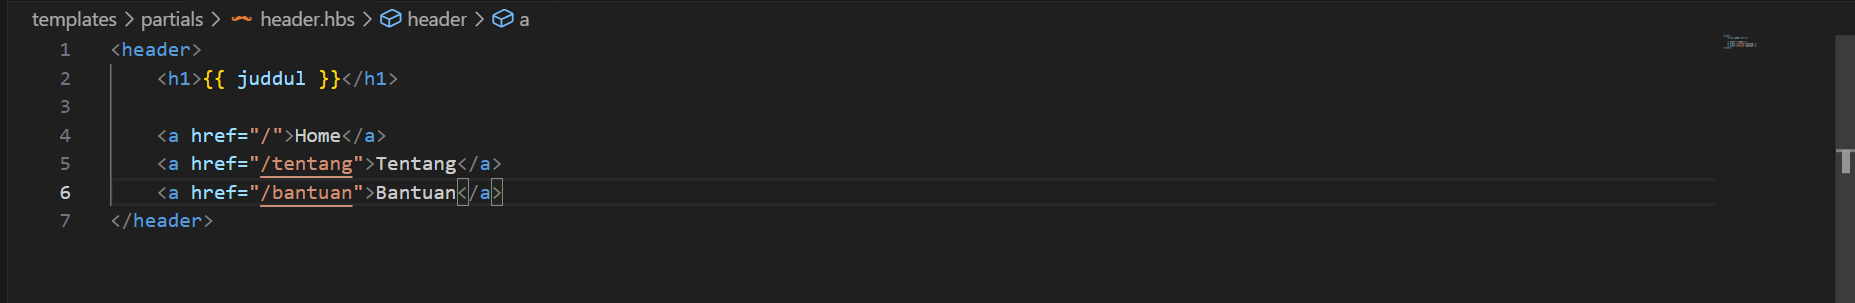 templates > partials > header.hbs > header > a
1 <header>
2     <h1>{{ juddul }}</h1>
3
4     <a href="/">Home</a>
5     <a href="/tentang">Tentang</a>
6     <a href="/bantuan">Bantuan</a>
7 </header>